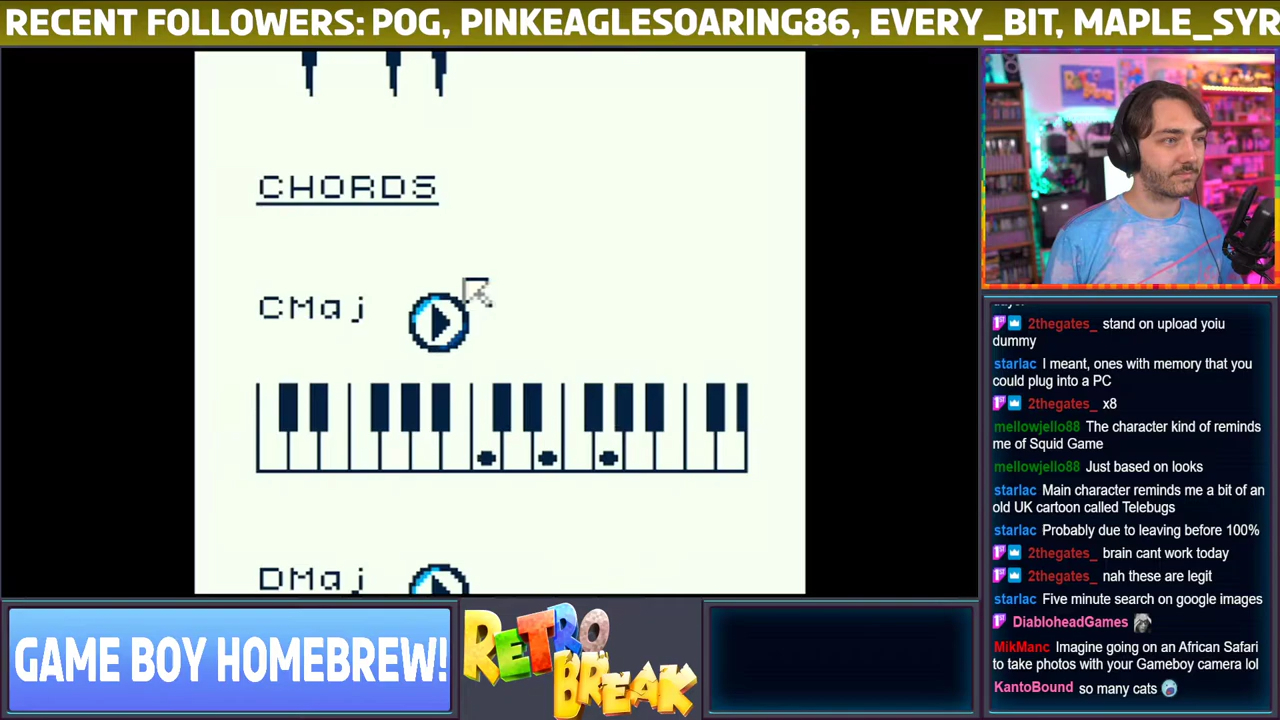 RECENT FOLLOWERS: POG, PINKEAGLESOARING86, EVERY_BIT, MAPLE_SYR
CHORDS
CMaj
DMaj
2thegates_ stand on upload yoiu
dummy
starlac I meant, ones with memory that you
could plug into a PC
2thegates_ x8
mellowjello88 The character kind of reminds
me of Squid Game
mellowjello88 Just based on looks
starlac Main character reminds me a bit of an
old UK cartoon called Telebugs
starlac Probably due to leaving before 100%
2thegates_ brain cant work today
2thegates_ nah these are legit
starlac Five minute search on google images
DiabloheadGames
MikManc Imagine going on an African Safari
to take photos with your Gameboy camera lol
KantoBound so many cats
GAME BOY HOMEBREW!
RETRO
BREAK